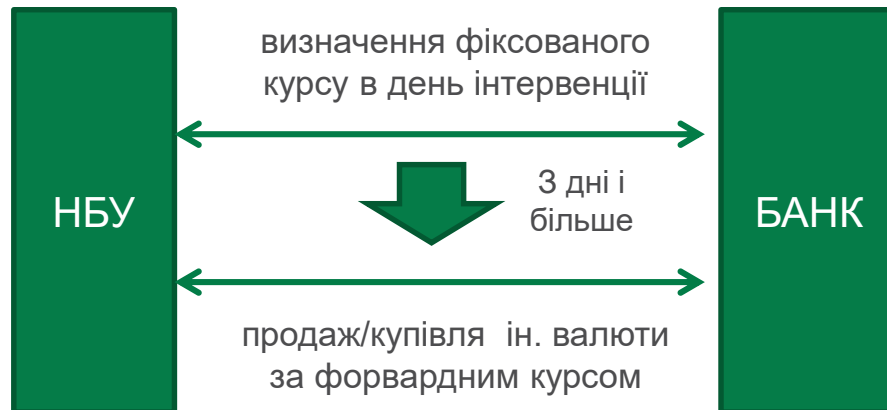 визначення фіксованого
курсу в день інтервенції
НБУ
3 дні і
більше
БАНК
продаж/купівля ін. валюти
за форвардним курсом